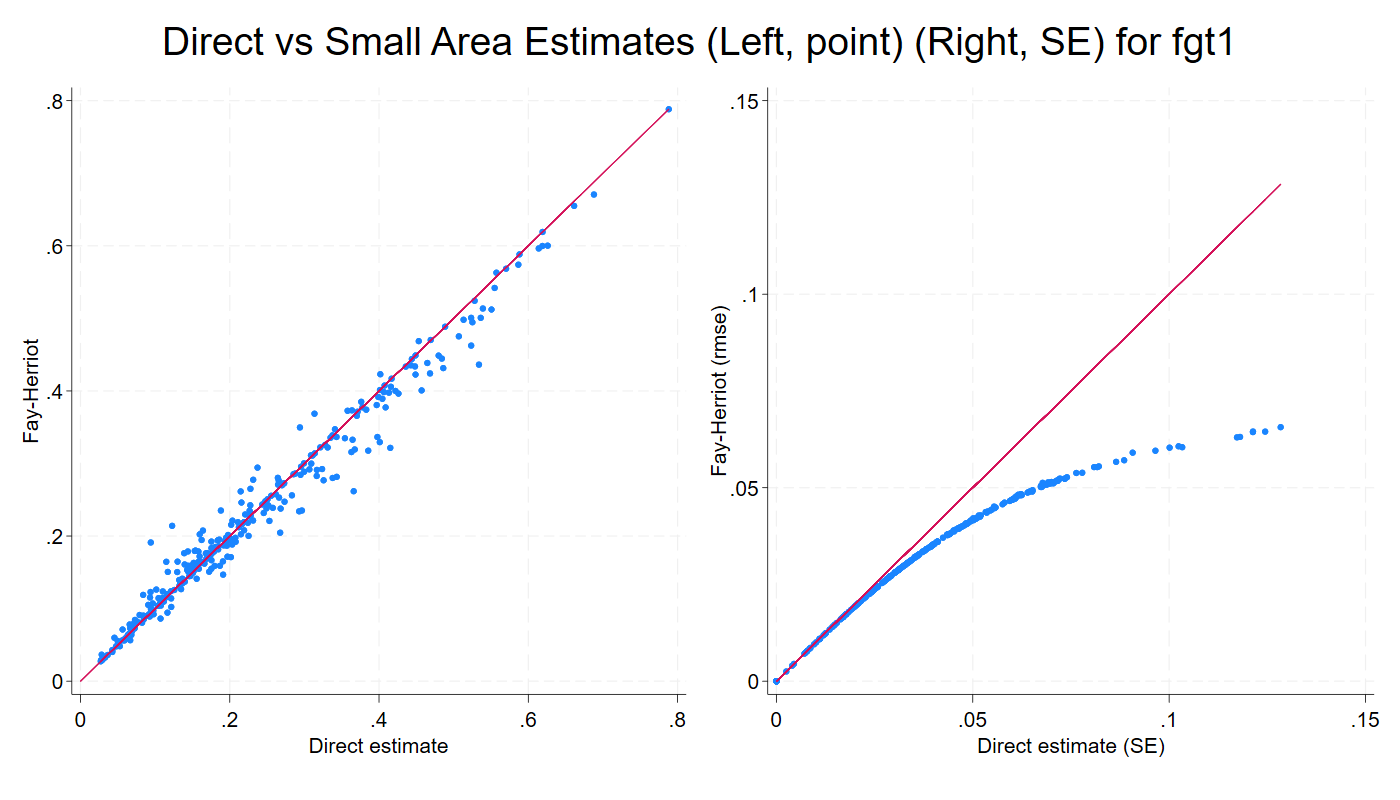 Direct vs Small Area Estimates (Left, point) (Right, SE) for fgt1
Fay-Herriot
.8
.6
.4
.2
0
0 .2 .4 .6 .8
Direct estimate
Fay-Herriot (rmse)
.15
.1
.05
0
0 .05 .1 .15
Direct estimate (SE)